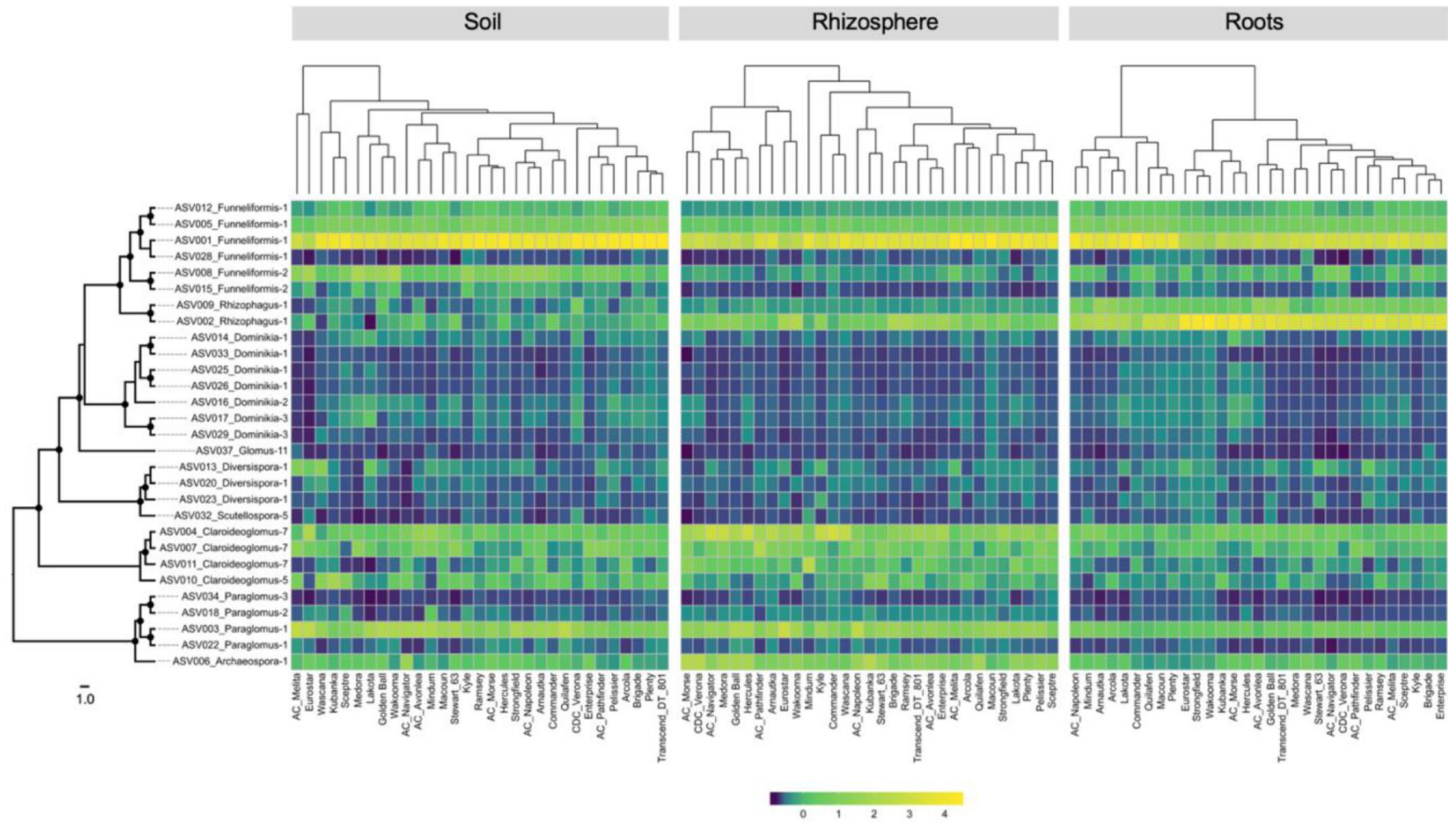 Soil Rhizosphere Roots
ASV012_Funneliformis-1
ASV005_Funneliformis-1
ASV001_Funneliformis-1
ASV028_Funneliformis-1
ASV008_Funneliformis-2
ASV015_Funneliformis-2
ASV009_Rhizophagus-1
ASV002_Rhizophagus-1
ASV014_Dominikia-1
ASV033_Dominikia-1
ASV025_Dominikia-1
ASV026_Dominikia-1
ASV016_Dominikia-2
ASV017_Dominikia-3
ASV029_Dominikia-3
ASV037_Glomus-11
ASV013_Diversispora-1
ASV020_Diversispora-1
ASV023_Diversispora-1
ASV032_Scutellospora-5
ASV004_Claroideoglomus-7
ASV007_Claroideoglomus-7
ASV011_Claroideoglomus-7
ASV010_Claroideoglomus-5
ASV034_Paraglomus-3
ASV018_Paraglomus-2
ASV003_Paraglomus-1
ASV022_Paraglomus-1
ASV006_Archaeospora-1
1.0
AC_Melita
Eurostar
Wascana
Kubanka
Sceptre
Medora
Lakota
Golden Ball
Wakooma
AC_Navigator
AC_Avonlea
Mindum
Macoun
Stewart_63
Kyle
Ramsey
AC_Morse
Hercules
Strongfield
AC_Napoleon
Arnautka
Commander
Quilafen
CDC_Verona
Enterprise
AC_Pathfinder
Pelissier
Arcola
Brigade
Plenty
Transcend_DT_801
AC_Morse
CDC_Verona
AC_Navigator
Medora
Golden Ball
Hercules
AC_Pathfinder
Arnautka
Eurostar
Wakooma
Mindum
Kyle
Commander
Wascana
AC_Napoleon
Kubanka
Stewart_63
Brigade
Ramsey
Transcend_DT_801
AC_Avonlea
Enterprise
AC_Melita
Arcola
Quilafen
Macoun
Strongfield
Lakota
Plenty
Pelissier
Sceptre
AC_Napoleon
Mindum
Arnautka
Arcola
Lakota
Commander
Quilafen
Macoun
Plenty
Eurostar
Strongfield
Wakooma
Kubanka
AC_Morse
Hercules
AC_Avonlea
Golden Ball
Transcend_DT_801
Medora
Wascana
Stewart_63
AC_Navigator
CDC_Verona
AC_Pathfinder
Pelissier
Ramsey
AC_Melita
Sceptre
Kyle
Brigade
Enterprise
0 1 2 3 4